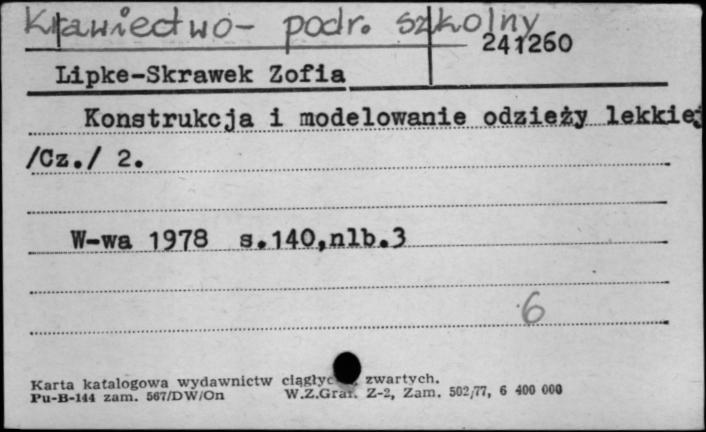 Krawiectwo- podr. szkolny
241260
Lipke-Skrawek Zofia
Konstrukcja i modelowanie odzieży lekkiej
/Cz./ 2.
W-wa 1978 s.140,nlb.3
6
Karta katalogowa wydawnictw zwartych.
Pu-B-144 zam. 567/DW/On W.Z.Graf. Z-2, Zam. 502/77, 6 400 000